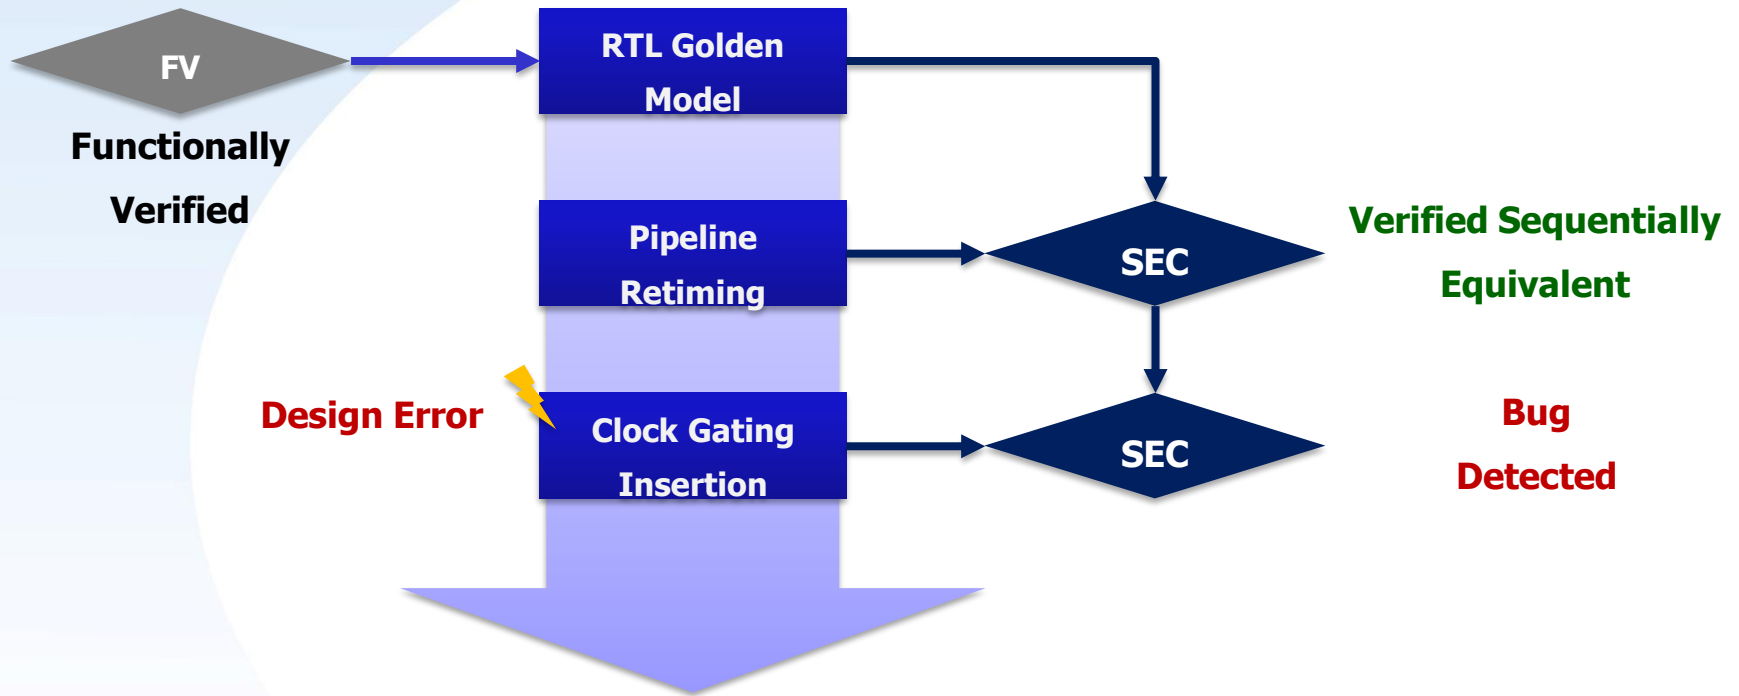 FV
Functionally
Verified
RTL Golden
Model
Pipeline
Retiming
SEC
Verified Sequentially
Equivalent
Design Error
Clock Gating
Insertion
SEC
Bug
Detected